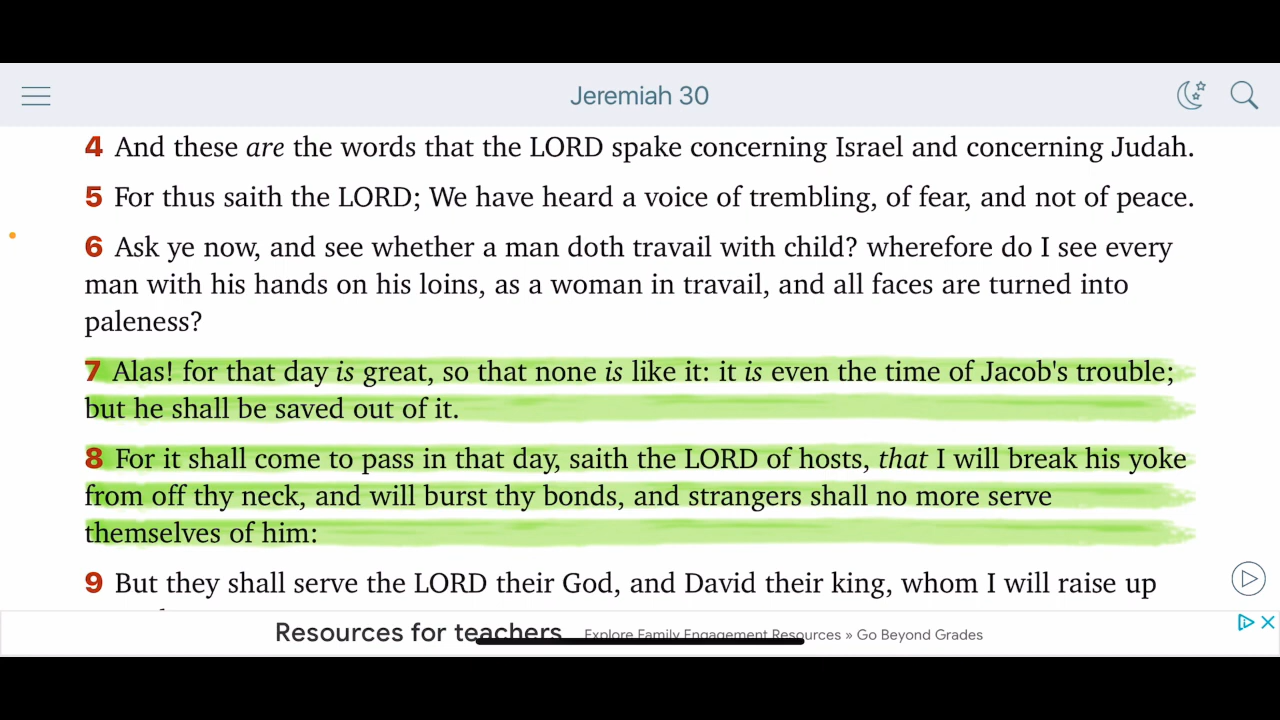 Jeremiah 30
4 And these are the words that the LORD spake concerning Israel and concerning Judah.
5 For thus saith the LORD; We have heard a voice of trembling, of fear, and not of peace.
6 Ask ye now, and see whether a man doth travail with child? wherefore do I see every
man with his hands on his loins, as a woman in travail, and all faces are turned into
paleness?
7 Alas! for that day is great, so that none is like it: it is even the time of Jacob's trouble;
but he shall be saved out of it.
8 For it shall come to pass in that day, saith the LORD of hosts, that I will break his yoke
from off thy neck, and will burst thy bonds, and strangers shall no more serve
themselves of him:
9 But they shall serve the LORD their God, and David their king, whom I will raise up
Resources for teachers Explore Family Engagement Resources » Go Beyond Grades